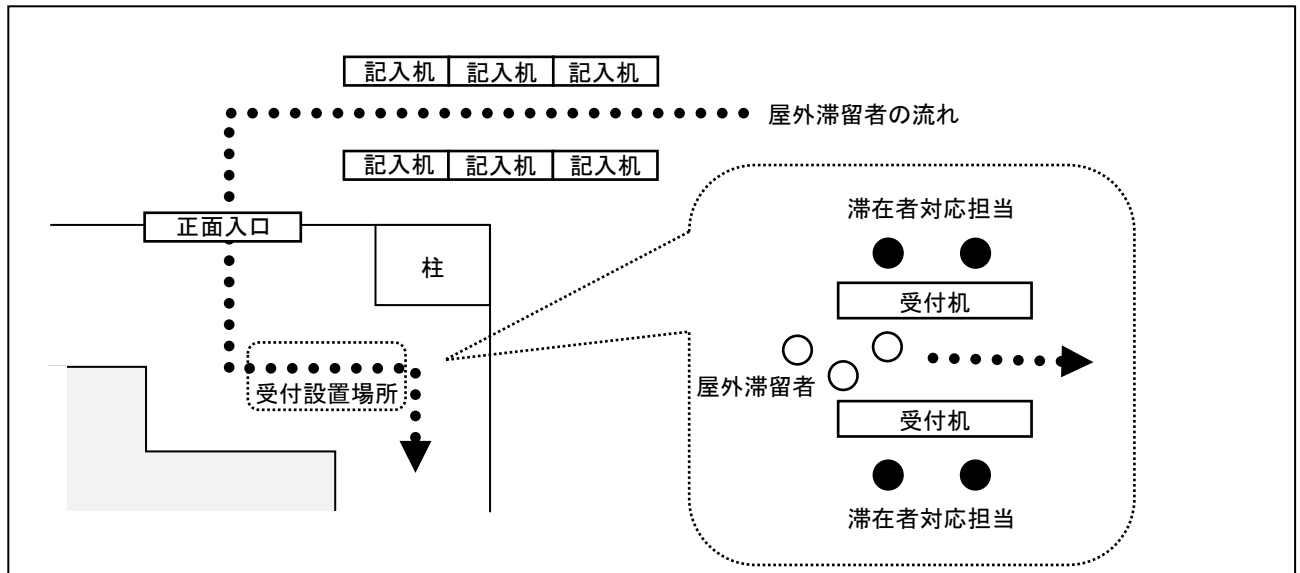 記入机 記入机 記入机
屋外滞留者の流れ
記入机 記入机 記入机
正面入口
柱
受付設置場所
滞在者対応担当
受付机
屋外滞留者
受付机
滞在者対応担当